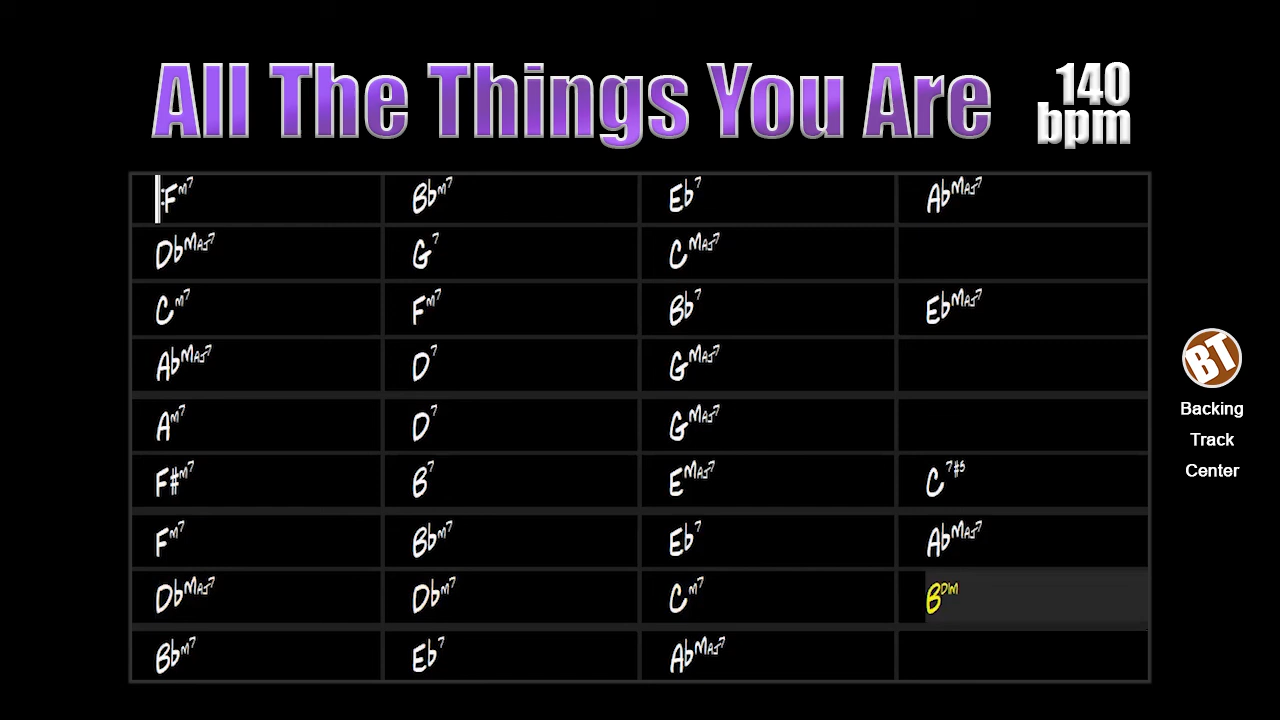 All The Things You Are
140
bpm
Fm7 Bbm7 Eb7 AbMAJ7
DbMAJ7 G7 CMAJ7
Cm7 Fm7 Bb7 EbMAJ7
AbMAJ7 D7 GMAJ7
Am7 D7 GMAJ7
F#m7 B7 EMAJ7 C7#5
Fm7 Bbm7 Eb7 AbMAJ7
DbMAJ7 Dbm7 Cm7 BDIM
Bbm7 Eb7 AbMAJ7
BT
Backing
Track
Center